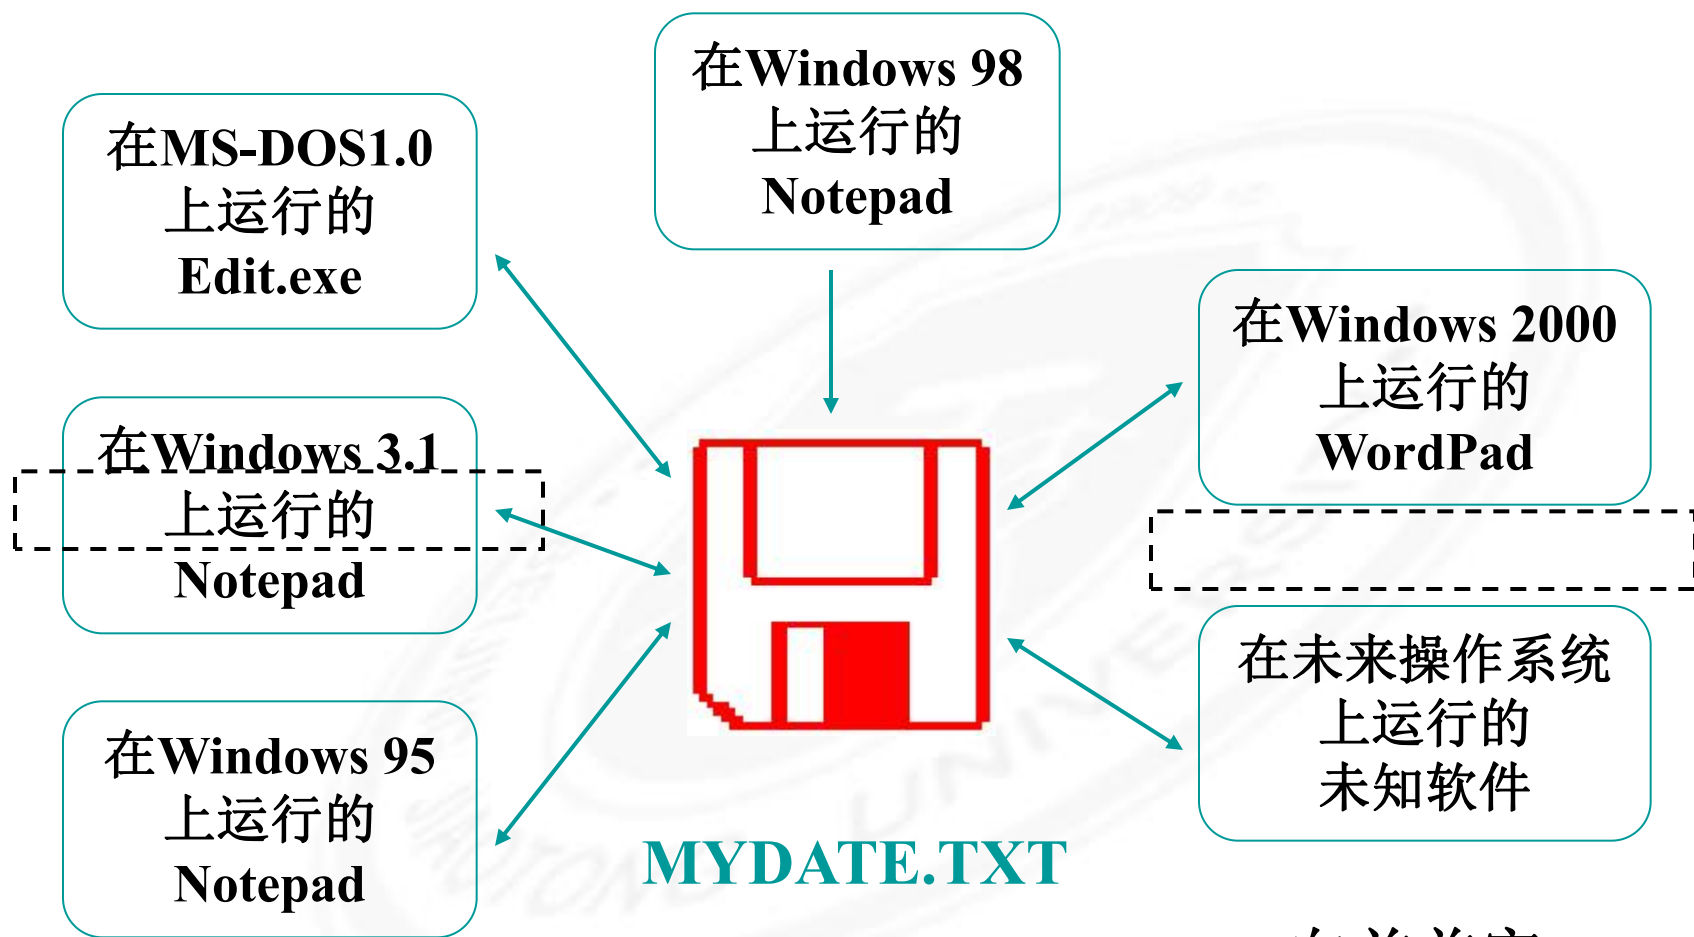 在Windows 98
上运行的
Notepad
在MS-DOS1.0
上运行的
Edit.exe
在Windows 2000
上运行的
WordPad
在Windows 3.1
上运行的
Notepad
在未来操作系统
上运行的
未知软件
在Windows 95
上运行的
Notepad
MYDATE.TXT